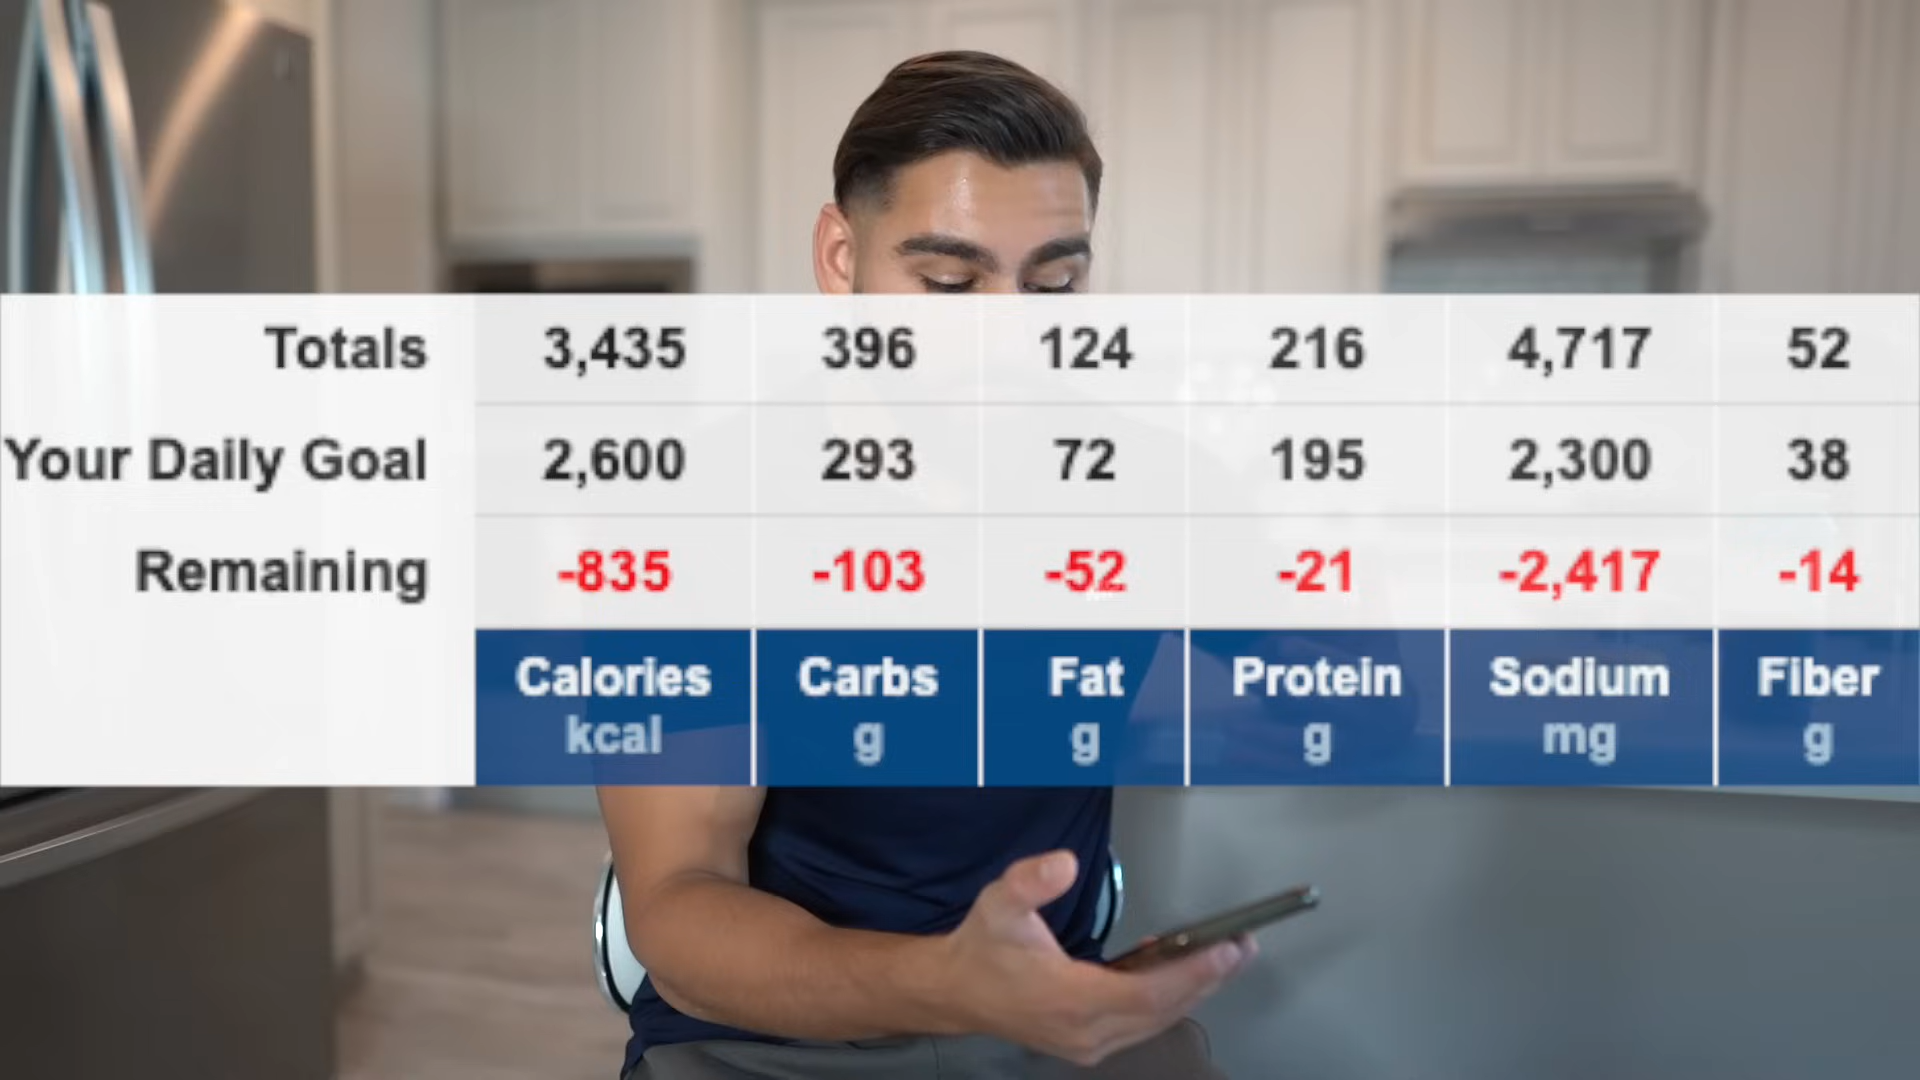 Totals 3,435 396 124 216 4,717 52
Your Daily Goal 2,600 293 72 195 2,300 38
Remaining -835 -103 -52 -21 -2,417 -14
Calories Carbs Fat Protein Sodium Fiber
kcal g g g mg g